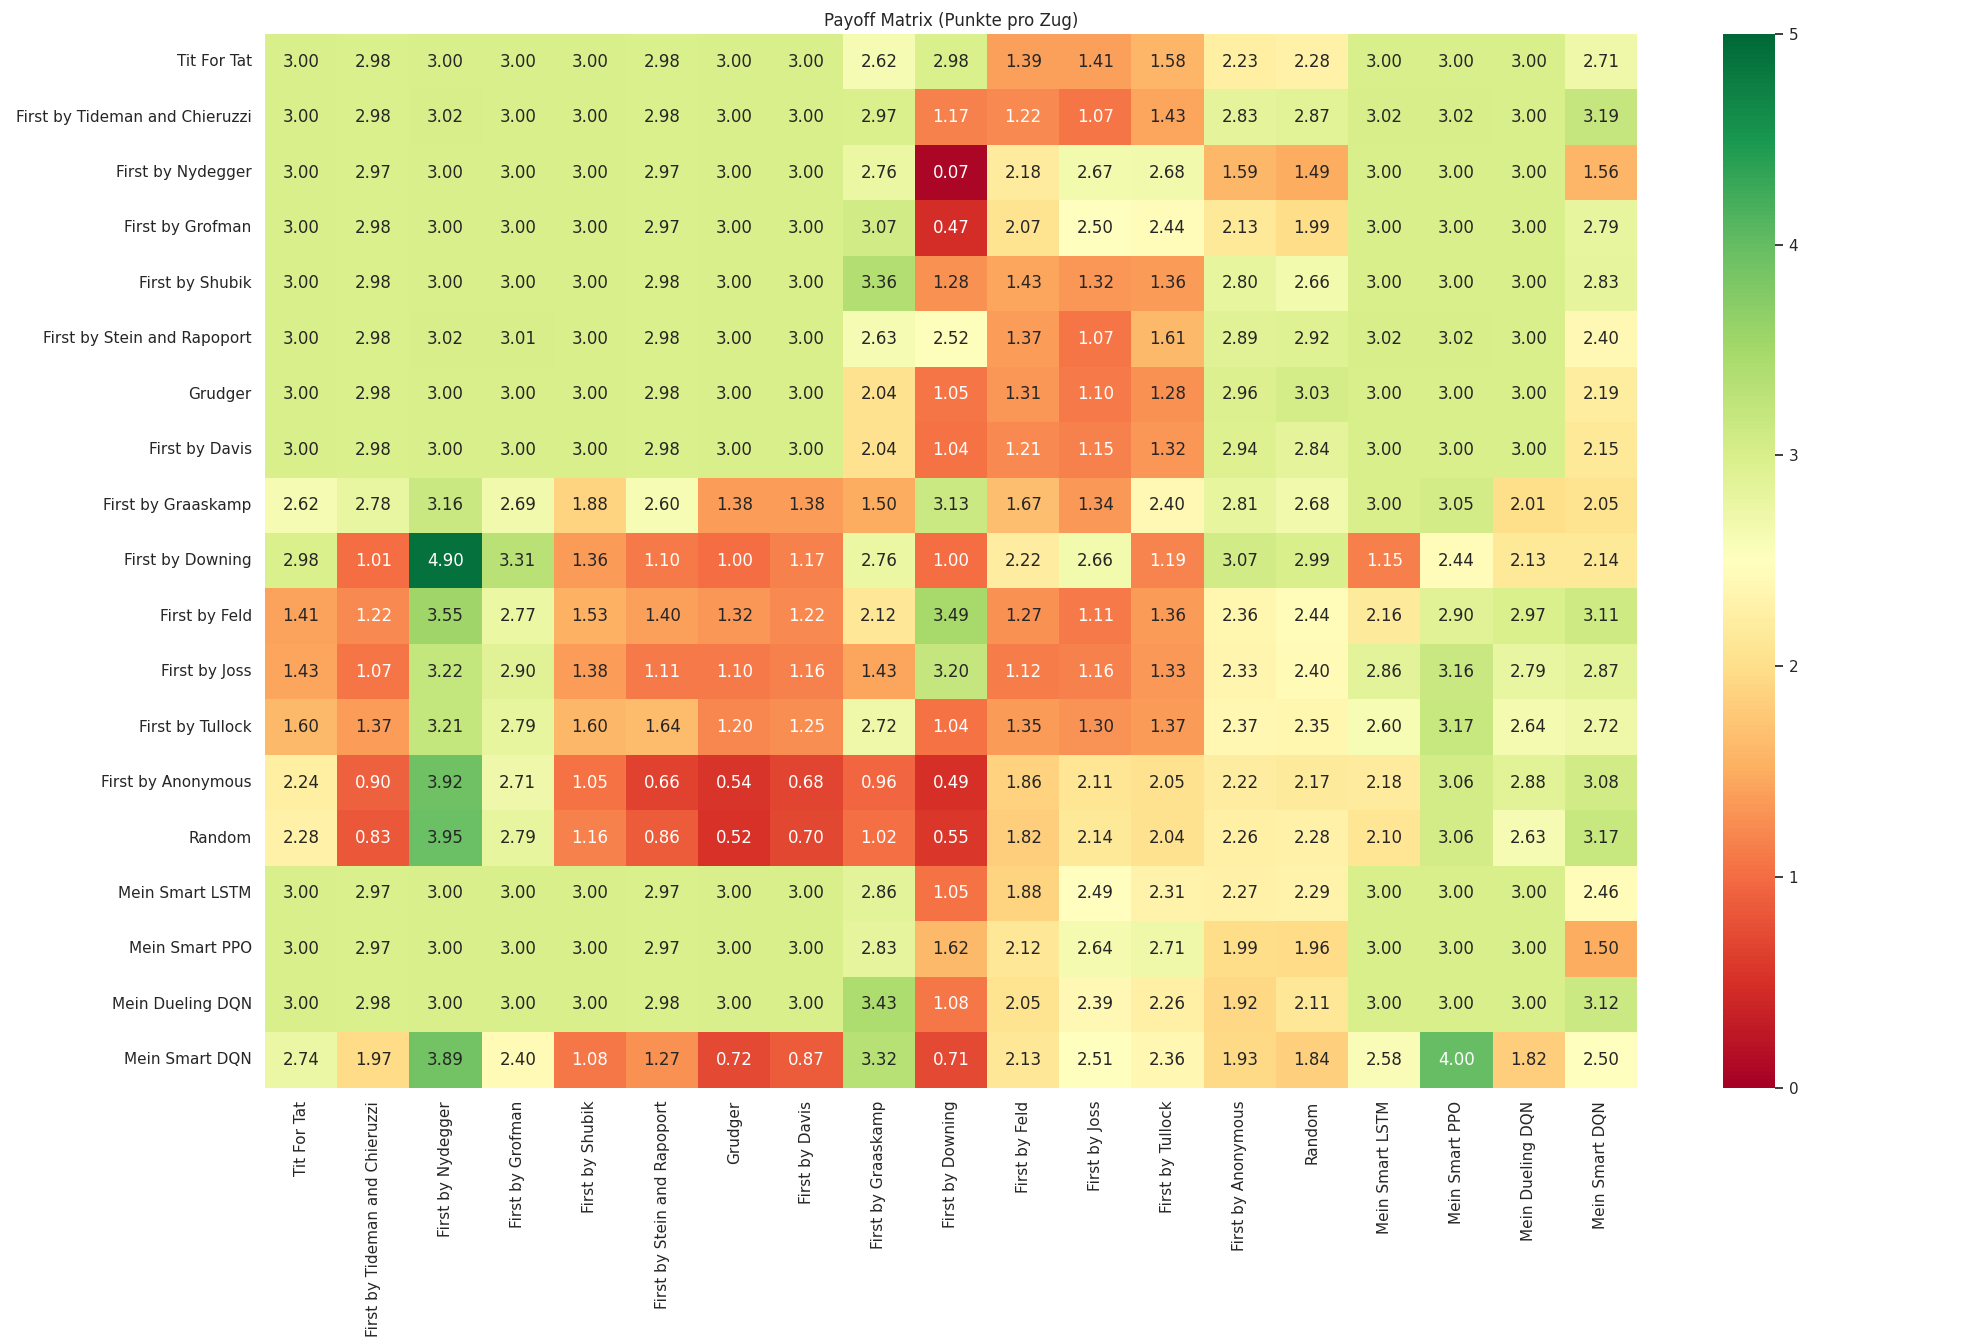 Payoff Matrix (Punkte pro Zug)
Tit For Tat 3.00 2.98 3.00 3.00 3.00 2.98 3.00 3.00 2.62 2.98 1.39 1.41 1.58 2.23 2.28 3.00 3.00 3.00 2.71
First by Tideman and Chieruzzi 3.00 2.98 3.02 3.00 3.00 2.98 3.00 3.00 2.97 1.17 1.22 1.07 1.43 2.83 2.87 3.02 3.02 3.00 3.19
First by Nydegger 3.00 2.97 3.00 3.00 3.00 2.97 3.00 3.00 2.76 0.07 2.18 2.67 2.68 1.59 1.49 3.00 3.00 3.00 1.56
First by Grofman 3.00 2.98 3.00 3.00 3.00 2.97 3.00 3.00 3.07 0.47 2.07 2.50 2.44 2.13 1.99 3.00 3.00 3.00 2.79
First by Shubik 3.00 2.98 3.00 3.00 3.00 2.98 3.00 3.00 3.36 1.28 1.43 1.32 1.36 2.80 2.66 3.00 3.00 3.00 2.83
First by Stein and Rapoport 3.00 2.98 3.02 3.01 3.00 2.98 3.00 3.00 2.63 2.52 1.37 1.07 1.61 2.89 2.92 3.02 3.02 3.00 2.40
Grudger 3.00 2.98 3.00 3.00 3.00 2.98 3.00 3.00 2.04 1.05 1.31 1.10 1.28 2.96 3.03 3.00 3.00 3.00 2.19
First by Davis 3.00 2.98 3.00 3.00 3.00 2.98 3.00 3.00 2.04 1.04 1.21 1.15 1.32 2.94 2.84 3.00 3.00 3.00 2.15
First by Graaskamp 2.62 2.78 3.16 2.69 1.88 2.60 1.38 1.38 1.50 3.13 1.67 1.34 2.40 2.81 2.68 3.00 3.05 2.01 2.05
First by Downing 2.98 1.01 4.90 3.31 1.36 1.10 1.00 1.17 2.76 1.00 2.22 2.66 1.19 3.07 2.99 1.15 2.44 2.13 2.14
First by Feld 1.41 1.22 3.55 2.77 1.53 1.40 1.32 1.22 2.12 3.49 1.27 1.11 1.36 2.36 2.44 2.16 2.90 2.97 3.11
First by Joss 1.43 1.07 3.22 2.90 1.38 1.11 1.10 1.16 1.43 3.20 1.12 1.16 1.33 2.33 2.40 2.86 3.16 2.79 2.87
First by Tullock 1.60 1.37 3.21 2.79 1.60 1.64 1.20 1.25 2.72 1.04 1.35 1.30 1.37 2.37 2.35 2.60 3.17 2.64 2.72
First by Anonymous 2.24 0.90 3.92 2.71 1.05 0.66 0.54 0.68 0.96 0.49 1.86 2.11 2.05 2.22 2.17 2.18 3.06 2.88 3.08
Random 2.28 0.83 3.95 2.79 1.16 0.86 0.52 0.70 1.02 0.55 1.82 2.14 2.04 2.26 2.28 2.10 3.06 2.63 3.17
Mein Smart LSTM 3.00 2.97 3.00 3.00 3.00 2.97 3.00 3.00 2.86 1.05 1.88 2.49 2.31 2.27 2.29 3.00 3.00 3.00 2.46
Mein Smart PPO 3.00 2.97 3.00 3.00 3.00 2.97 3.00 3.00 2.83 1.62 2.12 2.64 2.71 1.99 1.96 3.00 3.00 3.00 1.50
Mein Dueling DQN 3.00 2.98 3.00 3.00 3.00 2.98 3.00 3.00 3.43 1.08 2.05 2.39 2.26 1.92 2.11 3.00 3.00 3.00 3.12
Mein Smart DQN 2.74 1.97 3.89 2.40 1.08 1.27 0.72 0.87 3.32 0.71 2.13 2.51 2.36 1.93 1.84 2.58 4.00 1.82 2.50
Tit For Tat
First by Tideman and Chieruzzi
First by Nydegger
First by Grofman
First by Shubik
First by Stein and Rapoport
Grudger
First by Davis
First by Graaskamp
First by Downing
First by Feld
First by Joss
First by Tullock
First by Anonymous
Random
Mein Smart LSTM
Mein Smart PPO
Mein Dueling DQN
Mein Smart DQN
5
4
3
2
1
0